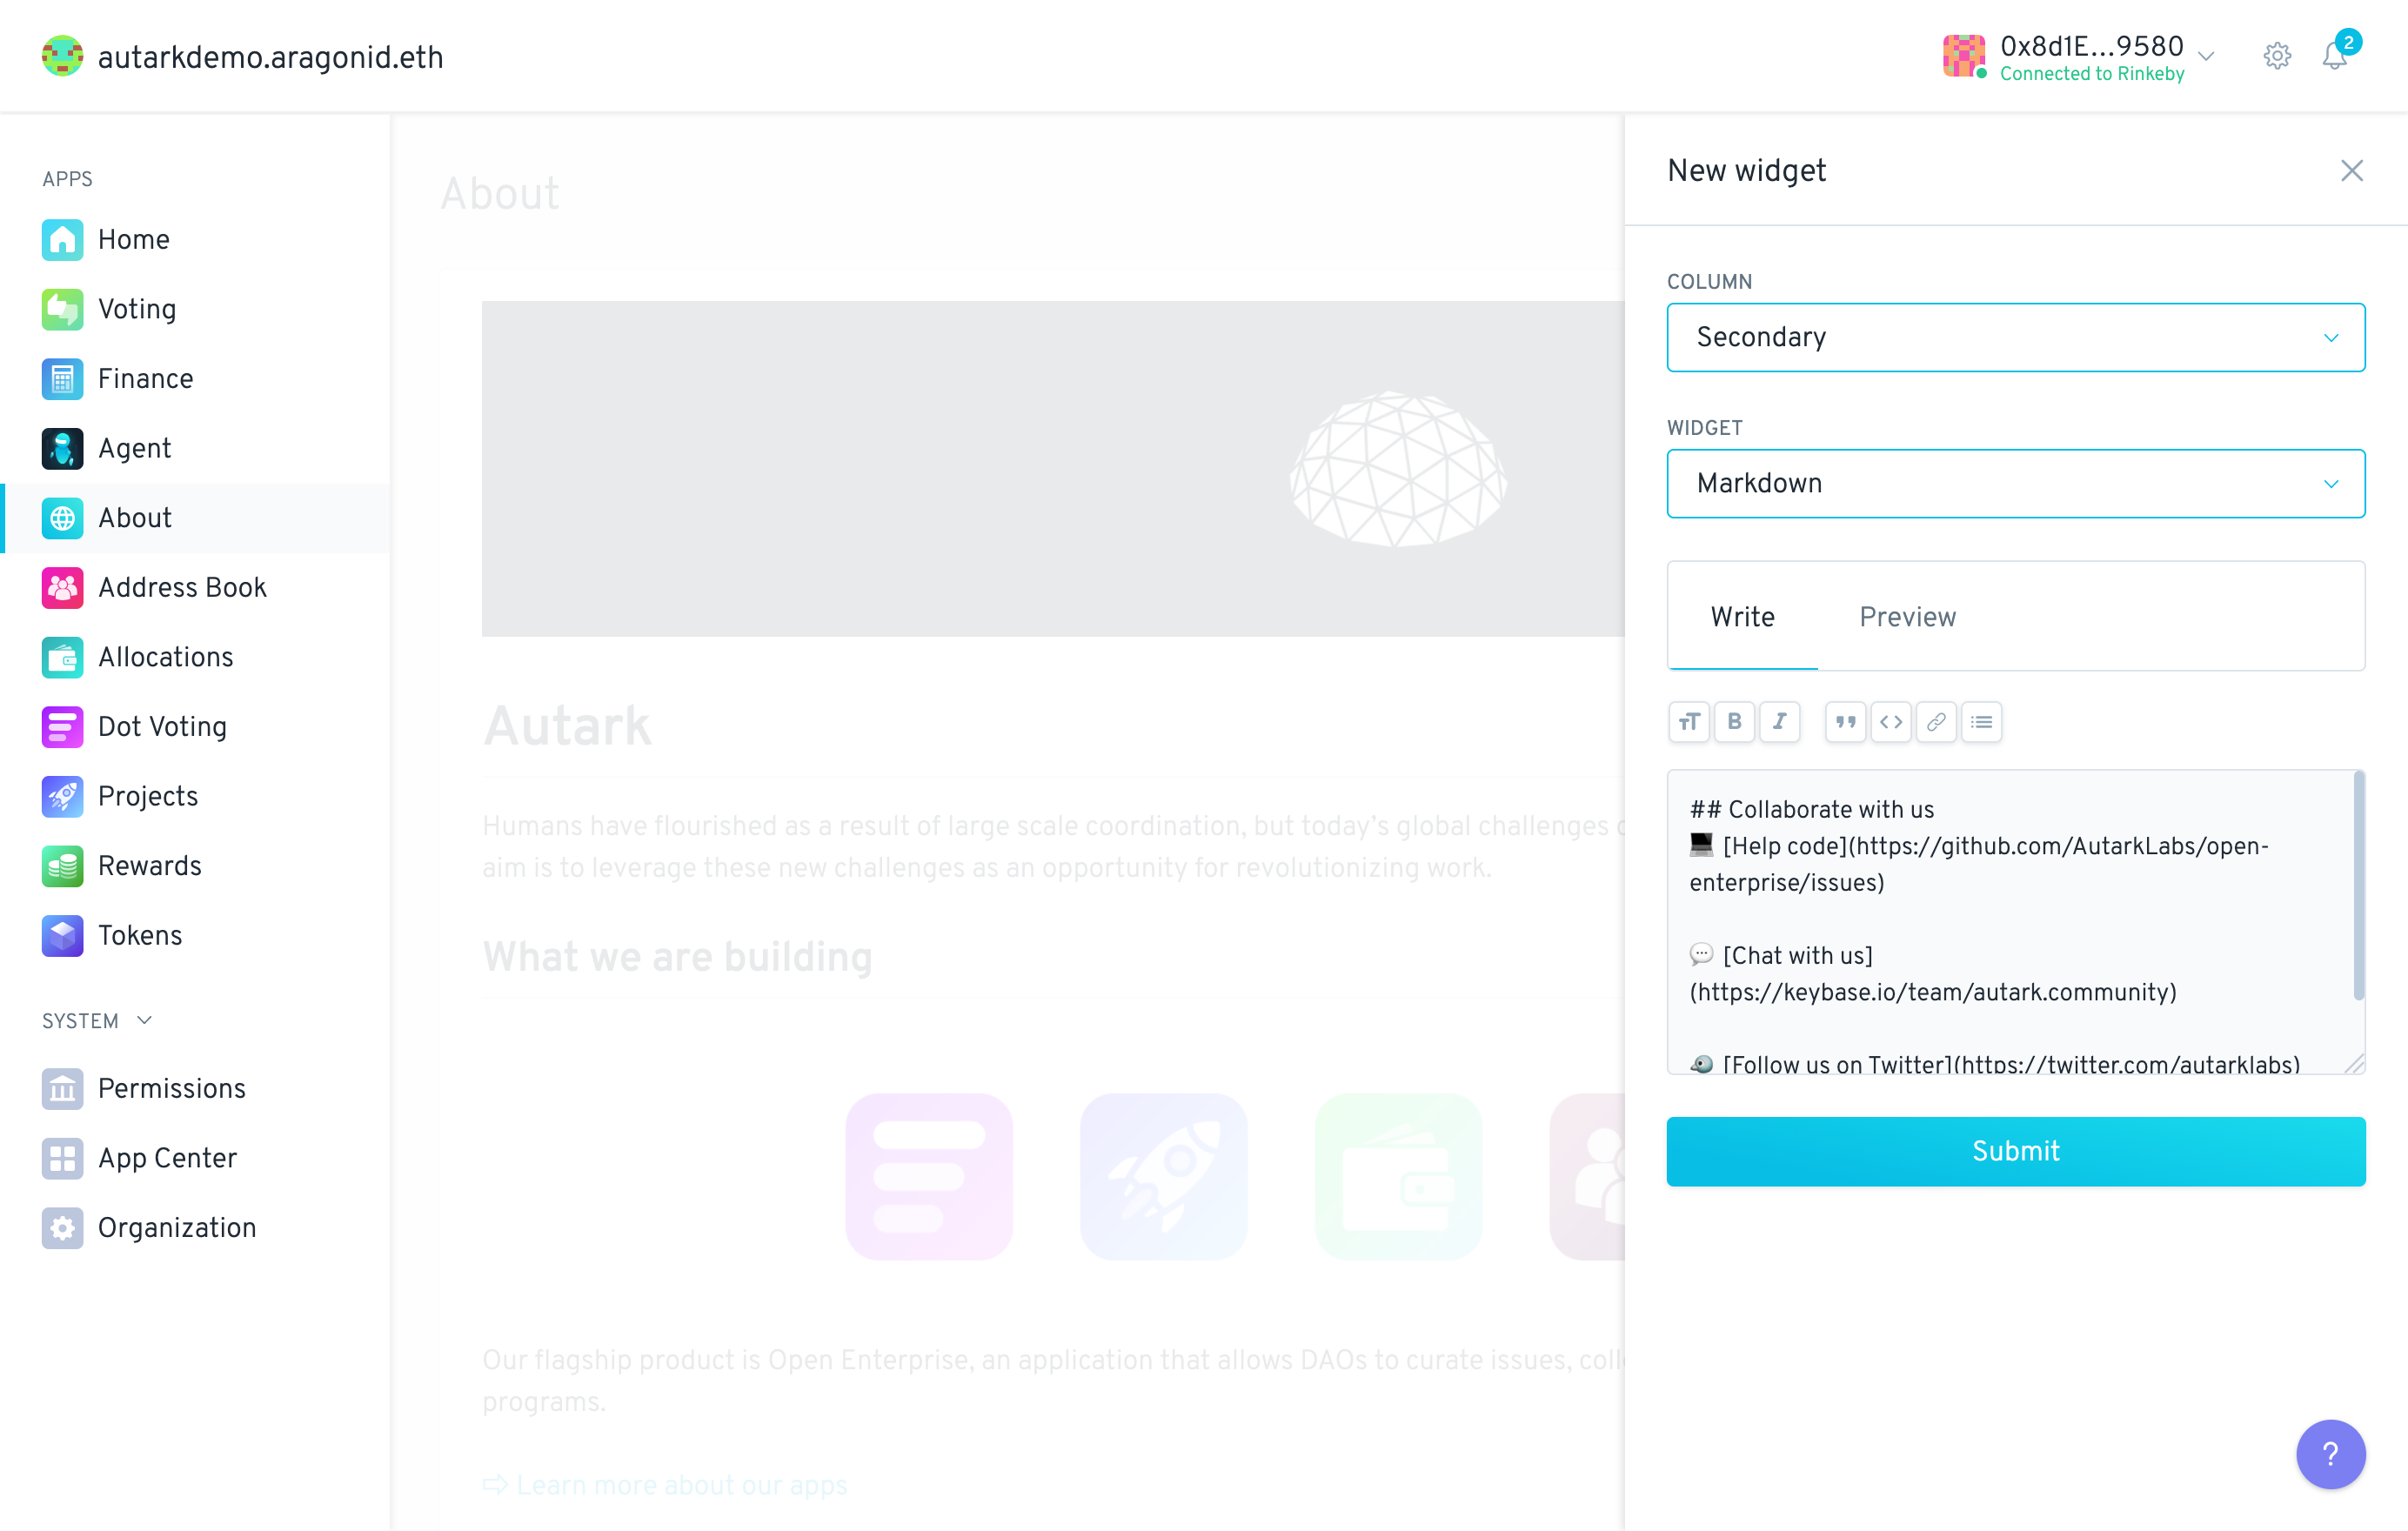 autarkdemo.aragonid.eth
0x8d1E...9580
Connected to Rinkeby
2
APPS
Home
Voting
Finance
Agent
About
Address Book
Allocations
Dot Voting
Projects
Rewards
Tokens
SYSTEM
Permissions
App Center
Organization
About
Autark
Humans have flourished as a result of large scale coordination, but today's global challenges
aim is to leverage these new challenges as an opportunity for revolutionizing work.
What we are building
Our flagship product is Open Enterprise, an application that allows DAOs to curate issues,
programs.
⇨ Learn more about our apps
New widget
COLUMN
Secondary
WIDGET
Markdown
Write Preview
TT B I
## Collaborate with us
💻 [Help code](https://github.com/AutarkLabs/open-
enterprise/issues)
💬 [Chat with us]
(https://keybase.io/team/autark.community)
🐦 [Follow us on Twitter](https://twitter.com/autarklabs)
Submit
?